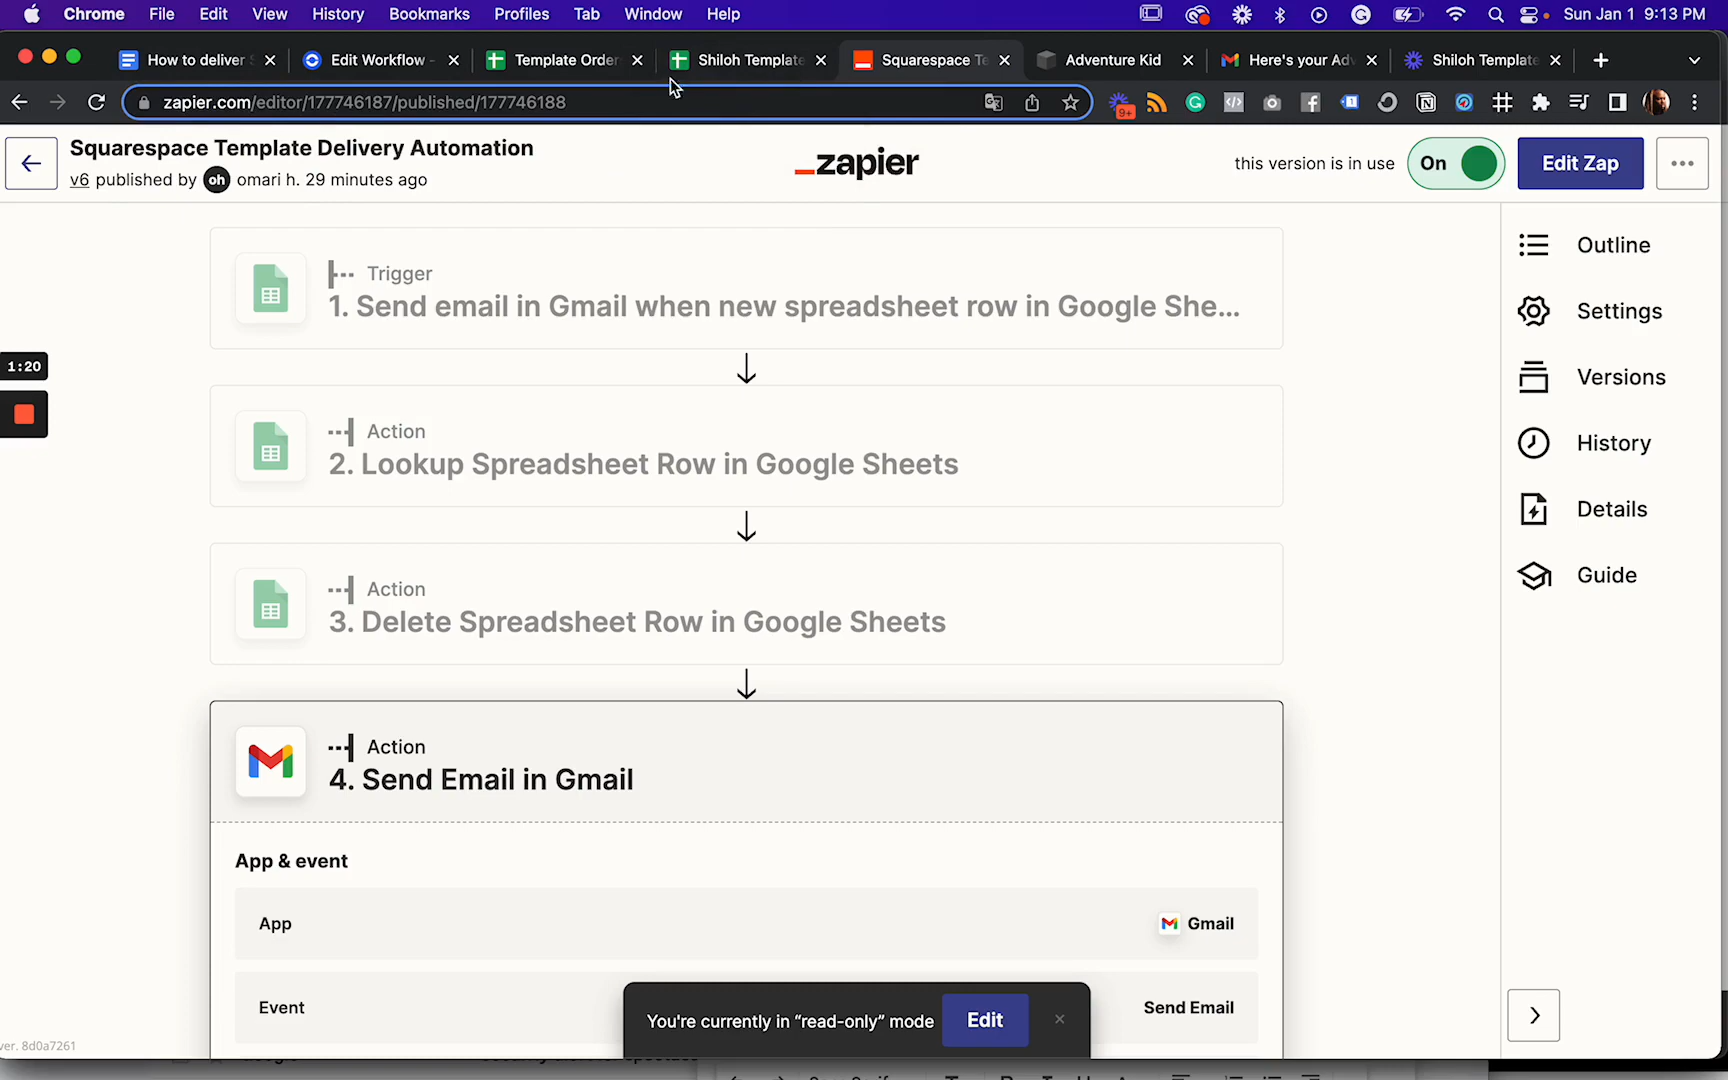 Chrome File Edit View History Bookmarks Profiles Tab Window Help Sun Jan 1 9:13 PM
How to deliver Edit Workflow - Template Order Shiloh Template Squarespace Te Adventure Kid Here's your Adv Shiloh Template
zapier.com/editor/177746187/published/177746188
9+
Squarespace Template Delivery Automation
v6 published by oh omari h. 29 minutes ago
zapier
this version is in use On Edit Zap
Trigger
1. Send email in Gmail when new spreadsheet row in Google She...
Action
2. Lookup Spreadsheet Row in Google Sheets
Action
3. Delete Spreadsheet Row in Google Sheets
Action
4. Send Email in Gmail
App & event
App Gmail
Event Send Email
You're currently in “read-only” mode Edit
Outline
Settings
Versions
History
Details
Guide
1:20
ver. 8d0a7261